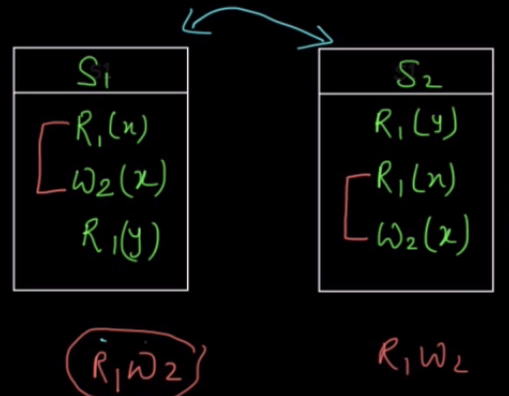 S₁
R₁(x)
W₂(x)
R₁(y)
R₁W₂
S₂
R₁(y)
R₁(x)
W₂(x)
R₁W₂